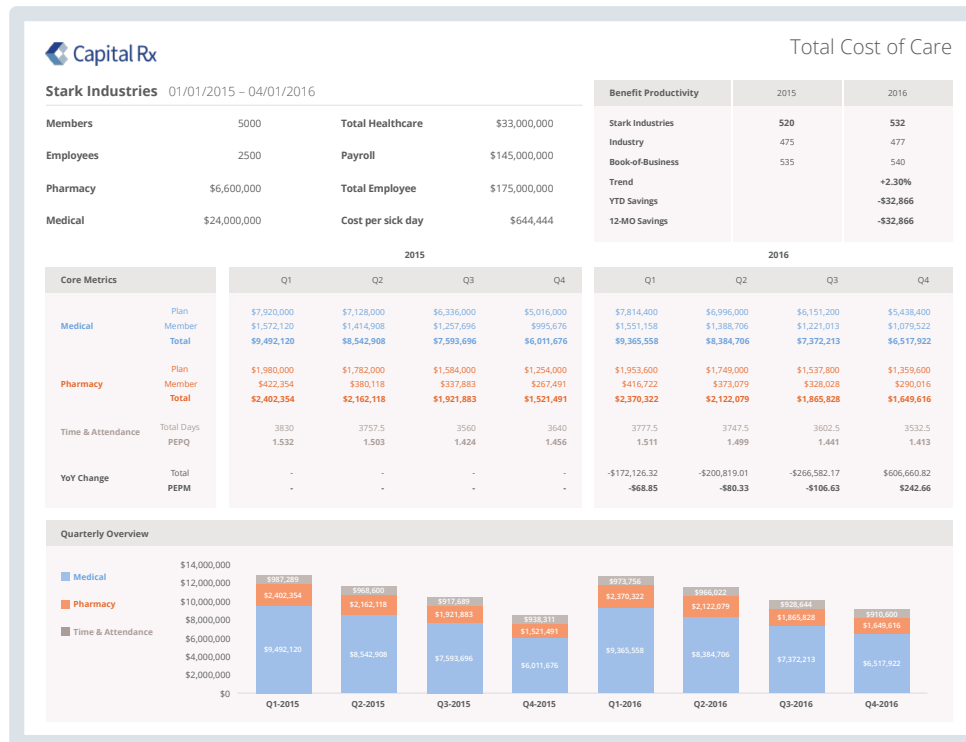 Capital Rx
Total Cost of Care
Stark Industries 01/01/2015 – 04/01/2016
Members 5000 Total Healthcare $33,000,000
Employees 2500 Payroll $145,000,000
Pharmacy $6,600,000 Total Employee $175,000,000
Medical $24,000,000 Cost per sick day $644,444
Benefit Productivity 2015 2016
Stark Industries 520 532
Industry 475 477
Book-of-Business 535 540
Trend +2.30%
YTD Savings -$32,866
12-MO Savings -$32,866
2015 2016
Core Metrics Q1 Q2 Q3 Q4 Q1 Q2 Q3 Q4
Plan $7,920,000 $7,128,000 $6,336,000 $5,016,000 $7,814,400 $6,996,000 $6,151,200 $5,438,400
Medical Member $1,572,120 $1,414,908 $1,257,696 $995,676 $1,551,158 $1,388,706 $1,221,013 $1,079,522
Total $9,492,120 $8,542,908 $7,593,696 $6,011,676 $9,365,558 $8,384,706 $7,372,213 $6,517,922
Plan $1,980,000 $1,782,000 $1,584,000 $1,254,000 $1,953,600 $1,749,000 $1,537,800 $1,359,600
Pharmacy Member $422,354 $380,118 $337,883 $267,491 $416,722 $373,079 $328,028 $290,016
Total $2,402,354 $2,162,118 $1,921,883 $1,521,491 $2,370,322 $2,122,079 $1,865,828 $1,649,616
Time & Attendance Total Days 3830 3757.5 3560 3640 3777.5 3747.5 3602.5 3532.5
PEPQ 1.532 1.503 1.424 1.456 1.511 1.499 1.441 1.413
YoY Change Total - - - - -$172,126.32 -$200,819.01 -$266,582.17 $606,660.82
PEPM - - - - -$68.85 -$80.33 -$106.63 $242.66
Quarterly Overview
Medical
Pharmacy
Time & Attendance
$14,000,000
$12,000,000
$10,000,000
$8,000,000
$6,000,000
$4,000,000
$2,000,000
$0
$987,289 $968,600 $917,689 $938,311 $973,756 $966,022 $928,644 $910,600
$2,402,354 $2,162,118 $1,921,883 $1,521,491 $2,370,322 $2,122,079 $1,865,828 $1,649,616
$9,492,120 $8,542,908 $7,593,696 $6,011,676 $9,365,558 $8,384,706 $7,372,213 $6,517,922
Q1-2015 Q2-2015 Q3-2015 Q4-2015 Q1-2016 Q2-2016 Q3-2016 Q4-2016